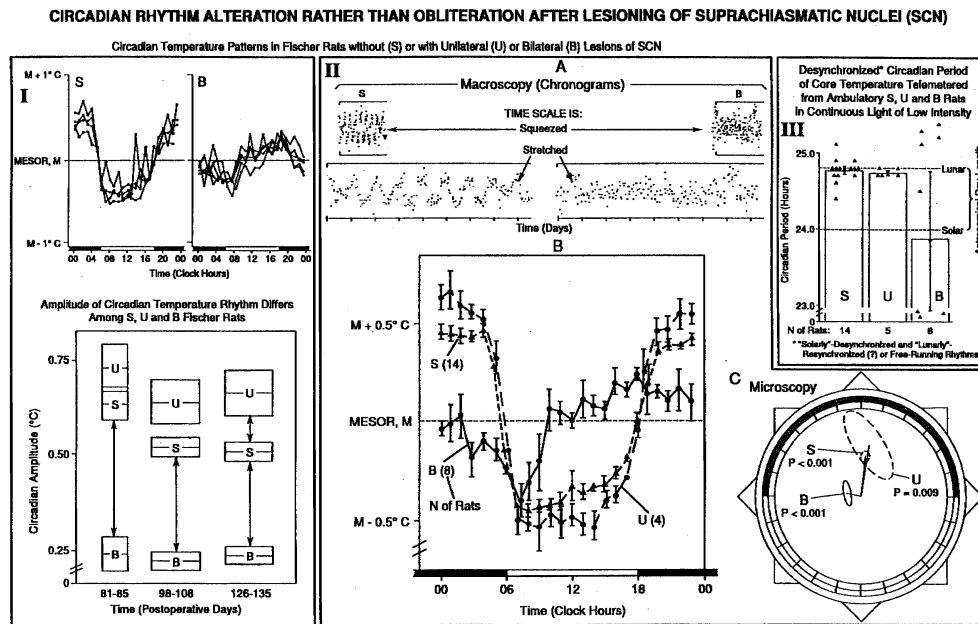 CIRCADIAN RHYTHM ALTERATION RATHER THAN OBLITERATION AFTER LESIONING OF SUPRACHIASMATIC NUCLEI (SCN)
Circadian Temperature Patterns in Fischer Rats without (S) or with Unilateral (U) or Bilateral (B) Lesions of SCN
I
M + 1° C
S
B
MESOR, M
M - 1° C
00 04 08 12 16 20 00
00 04 08 12 16 20 00
Time (Clock Hours)
Amplitude of Circadian Temperature Rhythm Differs
Among S, U and B Fischer Rats
Circadian Amplitude (°C)
0.75
0.50
0.25
0
U
S
B
U
S
B
U
S
B
81-85
98-108
126-135
Time (Postoperative Days)
II
A
Macroscopy (Chronograms)
S
B
TIME SCALE IS:
Squeezed
Stretched
Time (Days)
B
M + 0.5° C
S (14)
MESOR, M
B (8)
N of Rats
M - 0.5° C
U (4)
00 06 12 18 00
Time (Clock Hours)
Desynchronized* Circadian Period
of Core Temperature Telemetered
from Ambulatory S, U and B Rats
in Continuous Light of Low Intensity
III
Circadian Period (Hours)
25.0
24.0
23.0
0
Lunar
Solar
S
U
B
N of Rats: 14 5 6
* "Solarly"-Desynchronized and "Lunarly"-
Resynchronized (?) or Free-Running Rhythms
C
Microscopy
S
P < 0.001
U
P = 0.009
B
P < 0.001